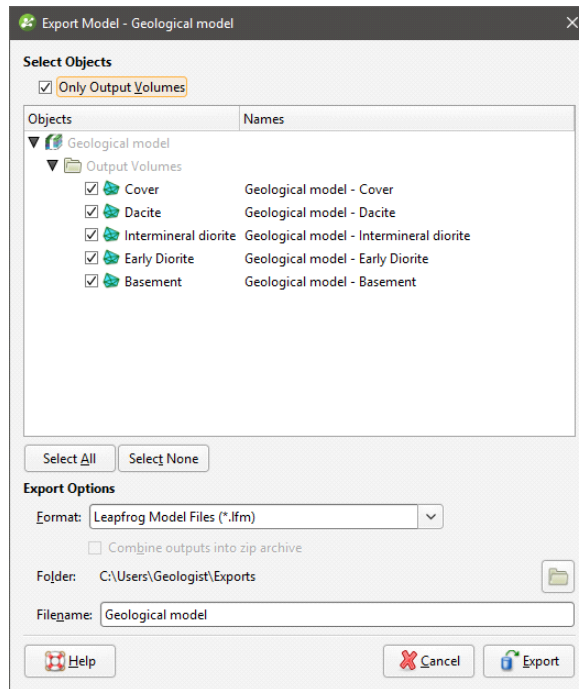 Export Model - Geological model
Select Objects
Only Output Volumes
Objects Names
Geological model
Output Volumes
Cover Geological model - Cover
Dacite Geological model - Dacite
Intermineral diorite Geological model - Intermineral diorite
Early Diorite Geological model - Early Diorite
Basement Geological model - Basement
Select All Select None
Export Options
Format: Leapfrog Model Files (*.lfm)
Combine outputs into zip archive
Folder: C:\Users\Geologist\Exports
Filename: Geological model
Help Cancel Export